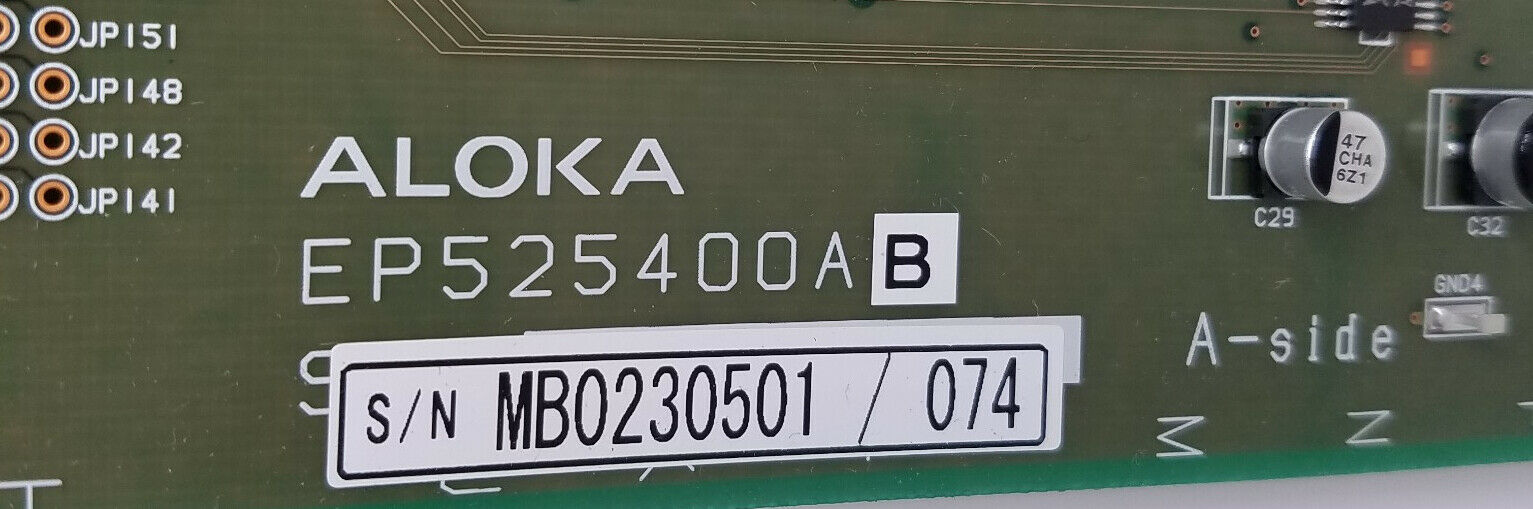 JP151
JP148
JP142
JP141
ALOKA
EP525400AB
S/N MB0230501 / 074
47
CHA
6Z1
C29
C32
GND4
A-side
M
N